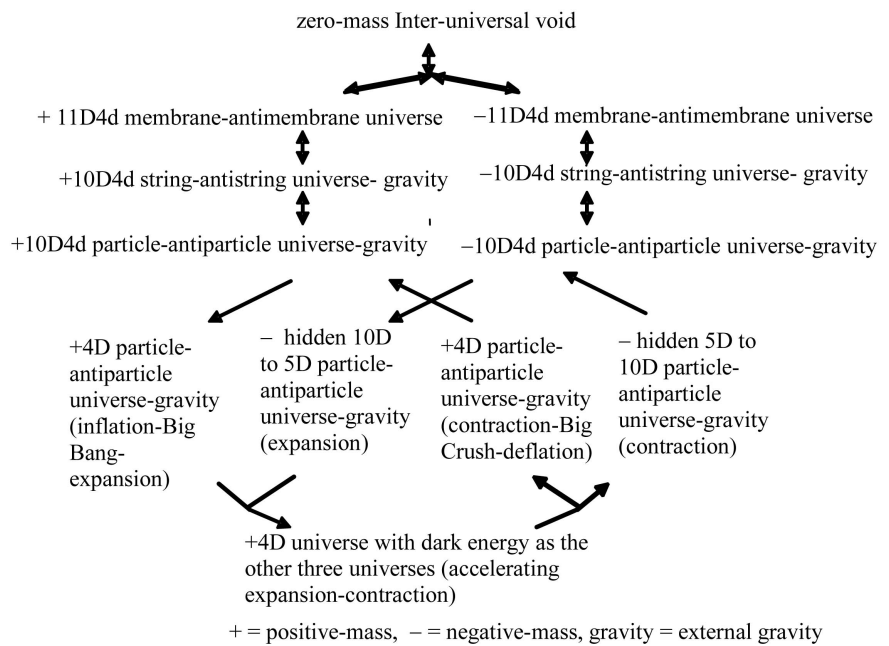 zero-mass Inter-universal void
+ 11D4d membrane-antimembrane universe
−11D4d membrane-antimembrane universe
+10D4d string-antistring universe- gravity
−10D4d string-antistring universe- gravity
+10D4d particle-antiparticle universe-gravity
−10D4d particle-antiparticle universe-gravity
+4D particle-
antiparticle
universe-gravity
(inflation-Big
Bang-
expansion)
− hidden 10D
to 5D particle-
antiparticle
universe-gravity
(expansion)
+4D particle-
antiparticle
universe-gravity
(contraction-Big
Crush-deflation)
− hidden 5D to
10D particle-
antiparticle
universe-gravity
(contraction)
+4D universe with dark energy as the
other three universes (accelerating
expansion-contraction)
+ = positive-mass, − = negative-mass, gravity = external gravity